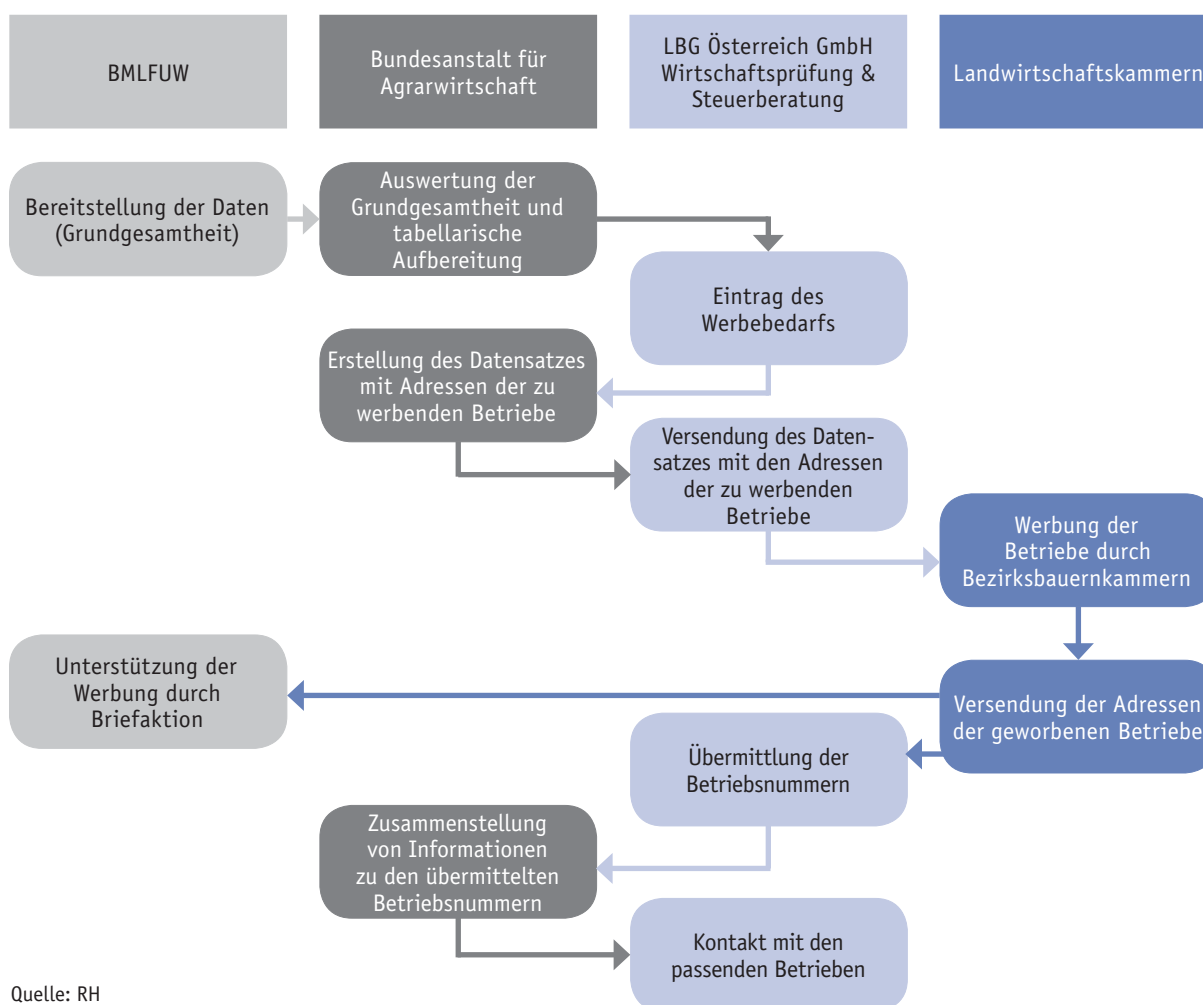 BMLFUW
Bundesanstalt für
Agrarwirtschaft
LBG Österreich GmbH
Wirtschaftsprüfung &
Steuerberatung
Landwirtschaftskammern
Bereitstellung der Daten
(Grundgesamtheit)
Auswertung der
Grundgesamtheit und
tabellarische
Aufbereitung
Eintrag des
Werbebedarfs
Erstellung des Datensatzes
mit Adressen der zu
werbenden Betriebe
Versendung des Daten-
satzes mit den Adressen
der zu werbenden
Betriebe
Werbung der
Betriebe durch
Bezirksbauernkammern
Unterstützung der
Werbung durch
Briefaktion
Versendung der Adressen
der geworbenen Betriebe
Übermittlung der
Betriebsnummern
Zusammenstellung
von Informationen
zu den übermittelten
Betriebsnummern
Kontakt mit den
passenden Betrieben
Quelle: RH